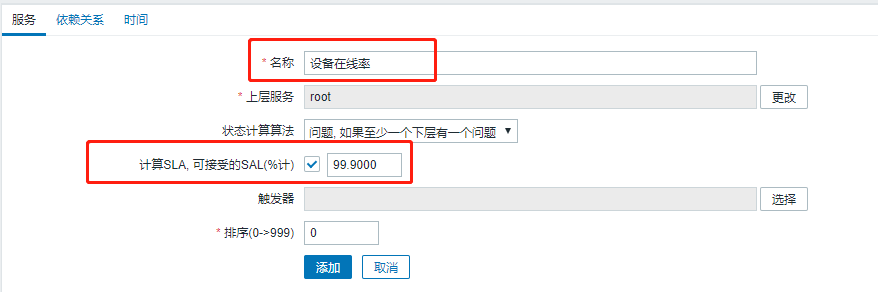 服务 依赖关系 时间
* 名称 设备在线率
* 上层服务 root 更改
状态计算算法 问题, 如果至少一个下层有一个问题
计算SLA, 可接受的SAL(%计) 99.9000
触发器 选择
* 排序(0->999) 0
添加 取消